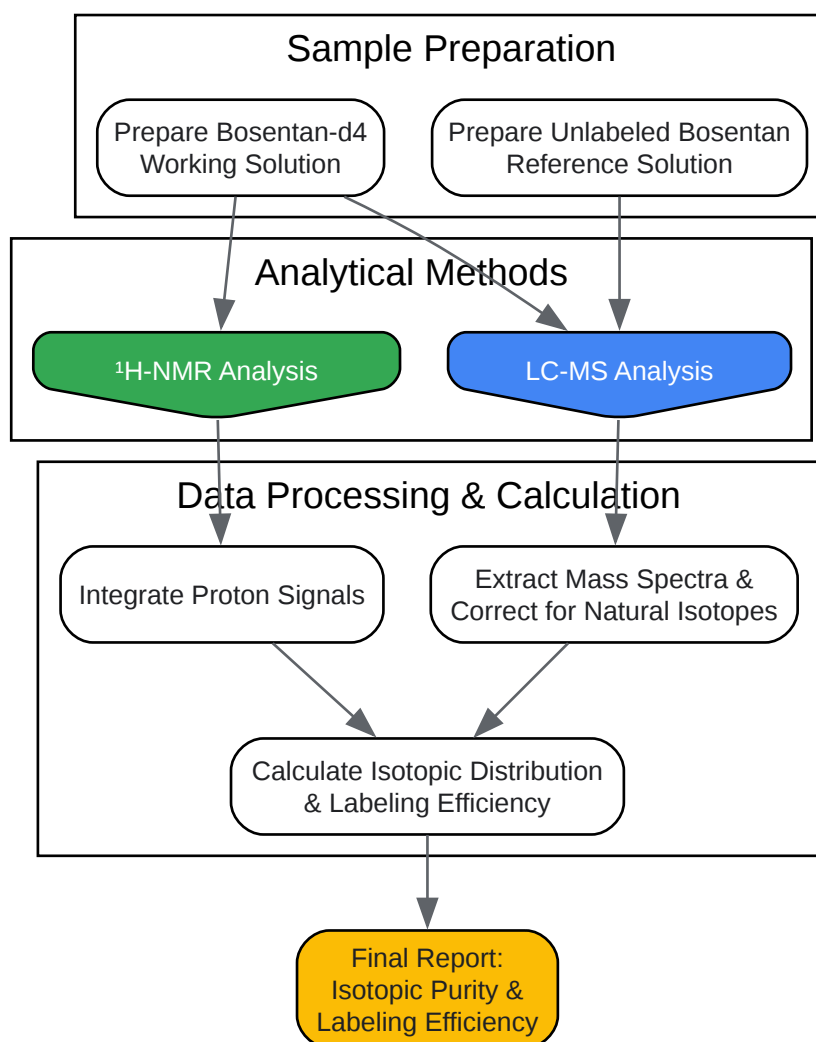 Sample Preparation
Prepare Bosentan-d4
Working Solution
Prepare Unlabeled Bosentan
Reference Solution
Analytical Methods
¹H-NMR Analysis
LC-MS Analysis
Data Processing & Calculation
Integrate Proton Signals
Extract Mass Spectra &
Correct for Natural Isotopes
Calculate Isotopic Distribution
& Labeling Efficiency
Final Report:
Isotopic Purity &
Labeling Efficiency